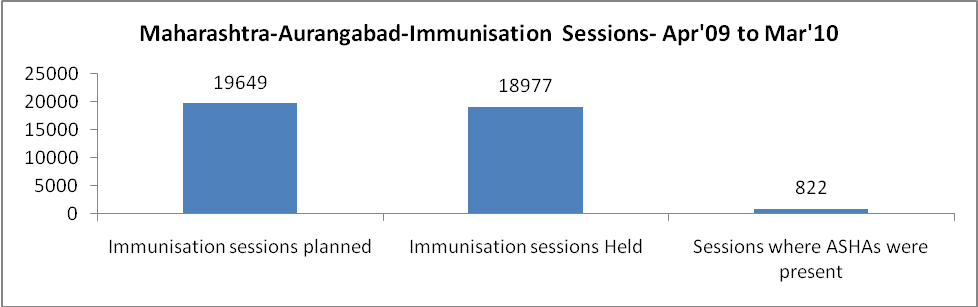 Maharashtra-Aurangabad-Immunisation Sessions- Apr'09 to Mar'10
25000
20000
15000
10000
5000
0
19649
18977
822
Immunisation sessions planned
Immunisation sessions Held
Sessions where ASHAs were
present